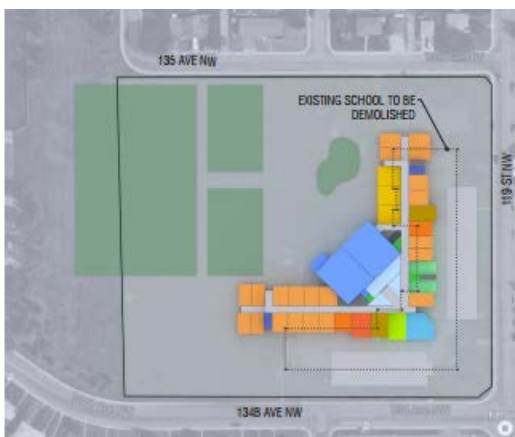 135 AVE NW
EXISTING SCHOOL TO BE
DEMOLISHED
119 ST NW
134B AVE NW